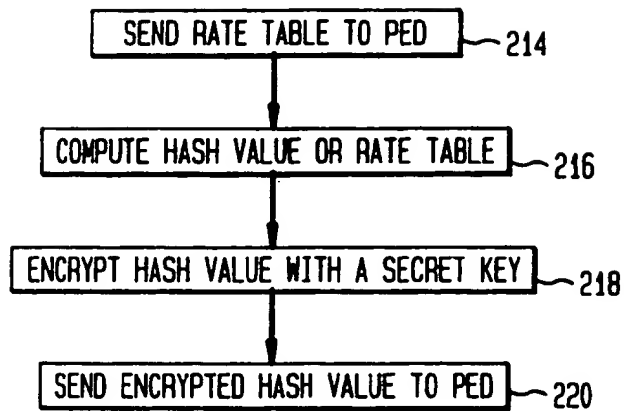 SEND RATE TABLE TO PED
214
COMPUTE HASH VALUE OR RATE TABLE
216
ENCRYPT HASH VALUE WITH A SECRET KEY
218
SEND ENCRYPTED HASH VALUE TO PED
220